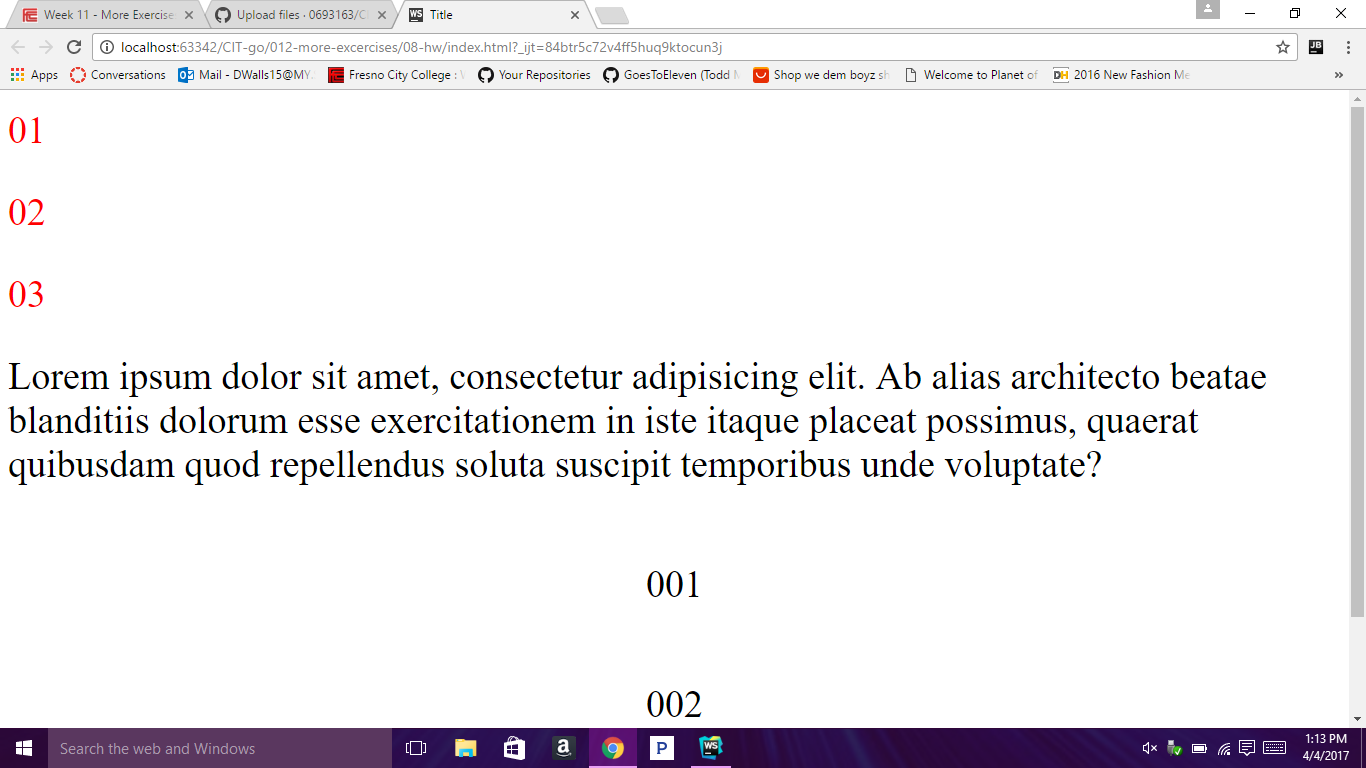 Week 11 - More Exercise
Upload files · 0693163/CI
Title
localhost:63342/CIT-go/012-more-excercises/08-hw/index.html?_ijt=84btr5c72v4ff5huq9ktocun3j
JB
Apps
Conversations
Mail - DWalls15@MY.
Fresno City College : W
Your Repositories
GoesToEleven (Todd M
Shop we dem boyz sh
Welcome to Planet of
DH
2016 New Fashion Me
»
01
02
03
Lorem ipsum dolor sit amet, consectetur adipisicing elit. Ab alias architecto beatae
blanditiis dolorum esse exercitationem in iste itaque placeat possimus, quaerat
quibusdam quod repellendus soluta suscipit temporibus unde voluptate?
001
002
Search the web and Windows
a
P
WS
1:13 PM
4/4/2017